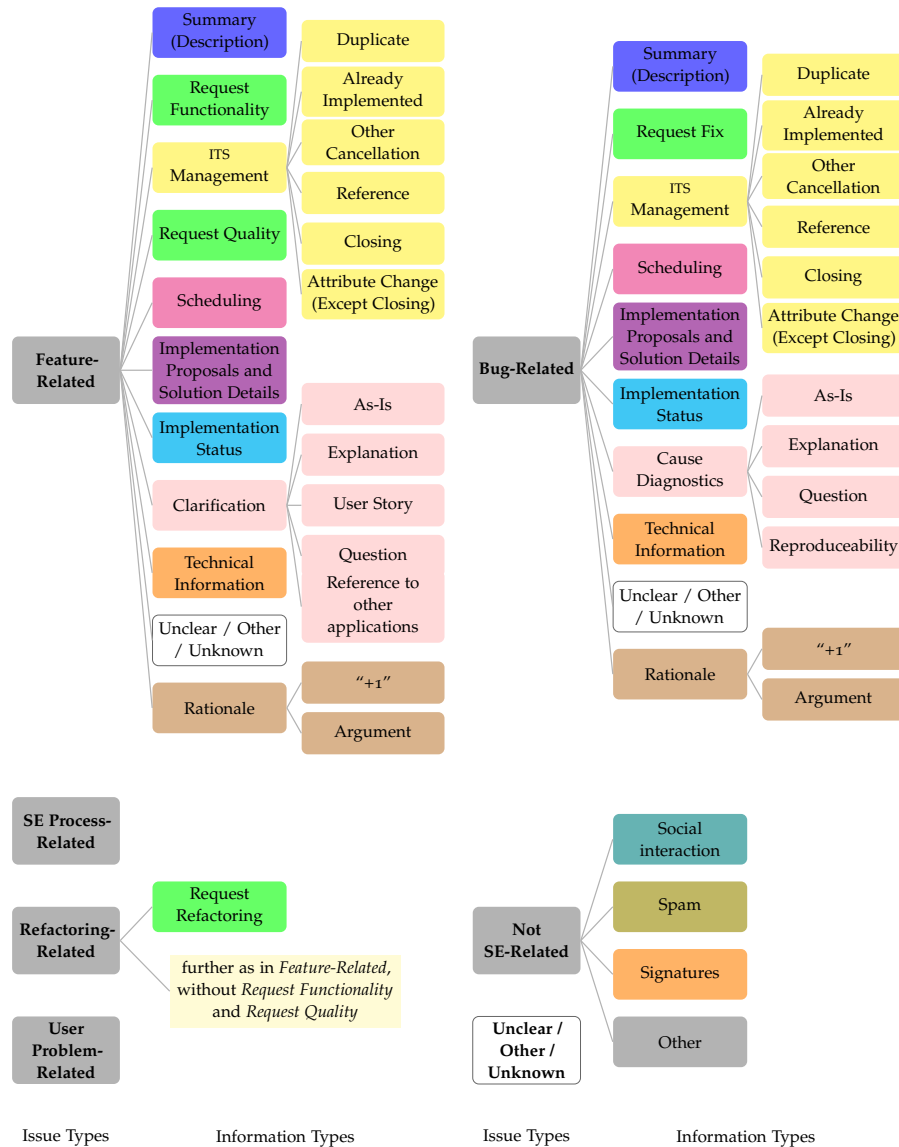 Feature-
Related
Summary
(Description)
Request
Functionality
ITS
Management
Duplicate
Already
Implemented
Other
Cancellation
Reference
Closing
Attribute Change
(Except Closing)
Request Quality
Scheduling
Implementation
Proposals and
Solution Details
Implementation
Status
Clarification
As-Is
Explanation
User Story
Question
Reference to
other
applications
Technical
Information
Unclear / Other
/ Unknown
Rationale
“+1”
Argument
Bug-Related
Summary
(Description)
Request Fix
ITS
Management
Duplicate
Already
Implemented
Other
Cancellation
Reference
Closing
Attribute Change
(Except Closing)
Scheduling
Implementation
Proposals and
Solution Details
Implementation
Status
Cause
Diagnostics
As-Is
Explanation
Question
Reproduceability
Technical
Information
Unclear / Other
/ Unknown
Rationale
“+1”
Argument
SE Process-
Related
Refactoring-
Related
Request
Refactoring
further as in Feature-Related,
without Request Functionality
and Request Quality
User
Problem-
Related
Not
SE-Related
Social
interaction
Spam
Signatures
Other
Unclear /
Other /
Unknown
Issue Types
Information Types
Issue Types
Information Types